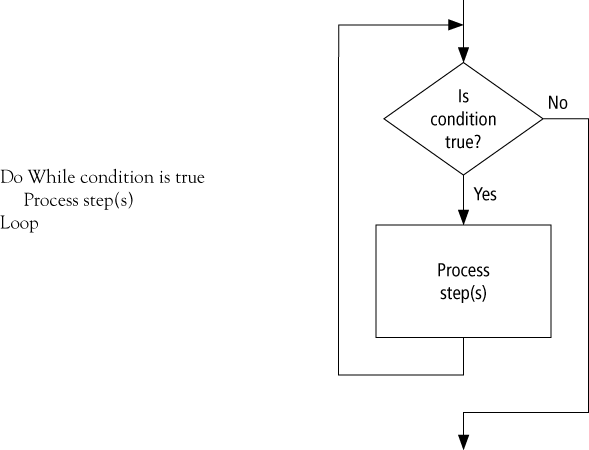 Do While condition is true
Process step(s)
Loop
Is
condition
true?
No
Yes
Process
step(s)